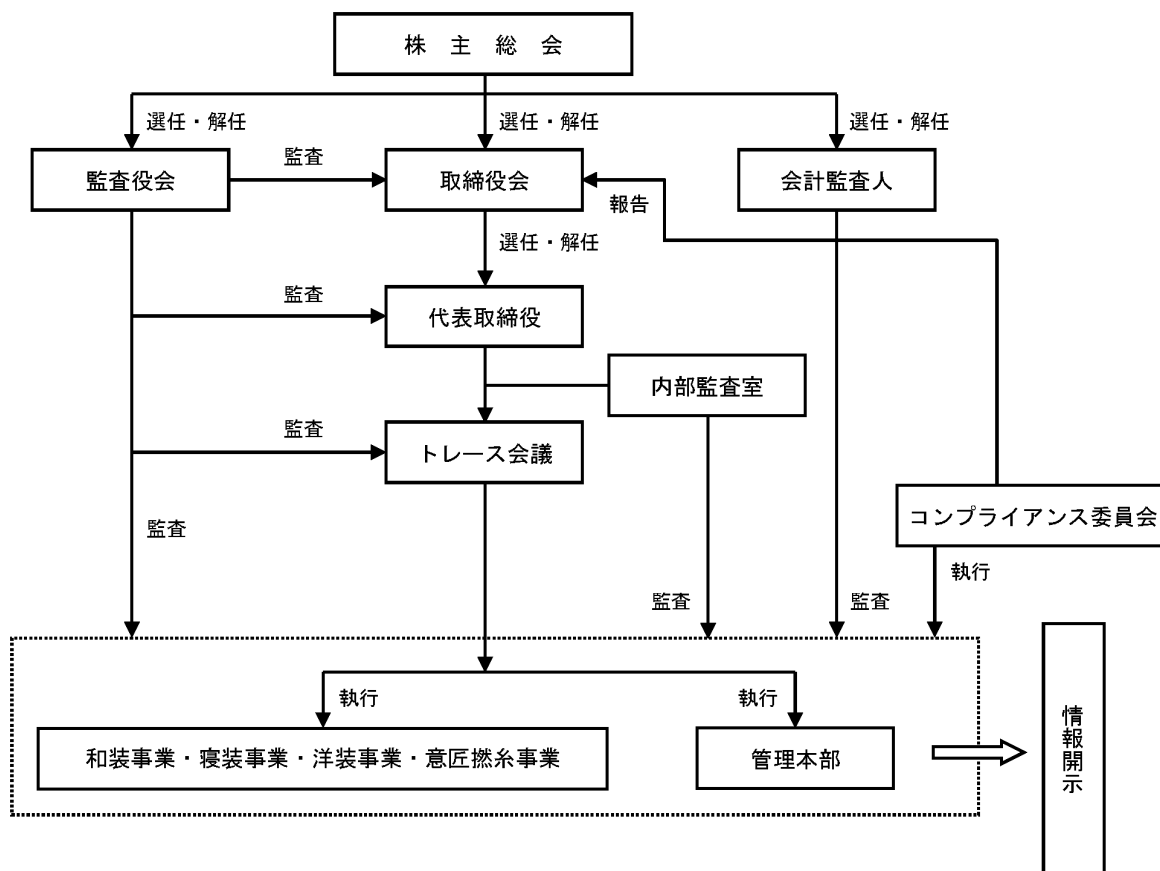 株　主　総　会
選任・解任
選任・解任
選任・解任
監査役会
監査
取締役会
会計監査人
報告
選任・解任
監査
代表取締役
内部監査室
監査
トレース会議
コンプライアンス委員会
監査
執行
監査
監査
執行
執行
和装事業・寝装事業・洋装事業・意匠撚糸事業
管理本部
情報開示